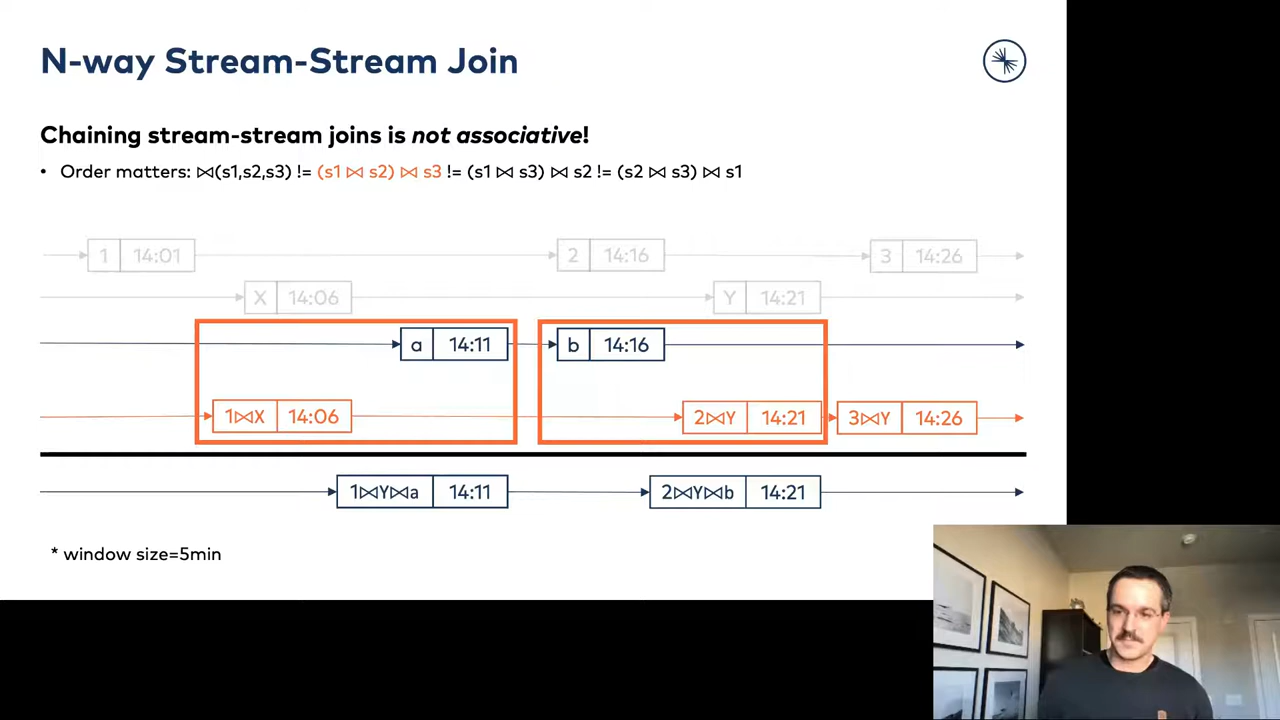 N-way Stream-Stream Join
Chaining stream-stream joins is not associative!
• Order matters: ⋈(s1,s2,s3) != (s1 ⋈ s2) ⋈ s3 != (s1 ⋈ s3) ⋈ s2 != (s2 ⋈ s3) ⋈ s1
1 14:01 2 14:16 3 14:26
X 14:06 Y 14:21
a 14:11 b 14:16
1⋈X 14:06 2⋈Y 14:21 3⋈Y 14:26
1⋈Y⋈a 14:11 2⋈Y⋈b 14:21
* window size=5min